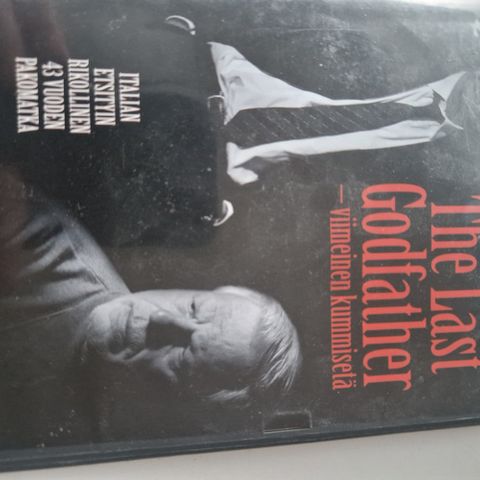 The Last
Godfather
– viimeinen kummisetä
ITALIAN
ETSITYIN
RIKOLLINEN
43 VUODEN
PAKOMATKA